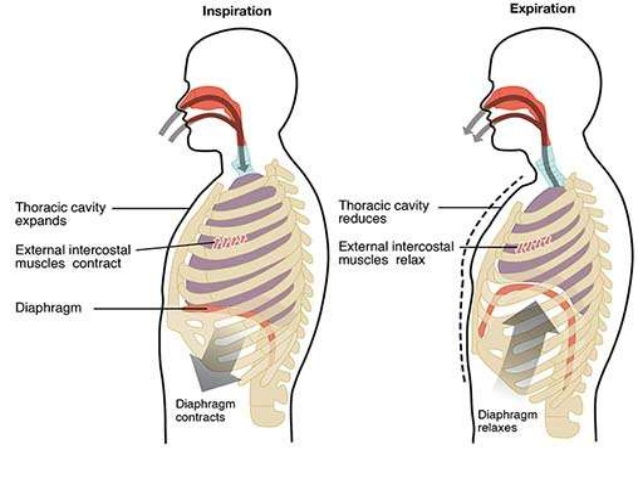 Inspiration
Thoracic cavity
expands
External intercostal
muscles contract
Diaphragm
Diaphragm
contracts
Expiration
Thoracic cavity
reduces
External intercostal
muscles relax
Diaphragm
relaxes